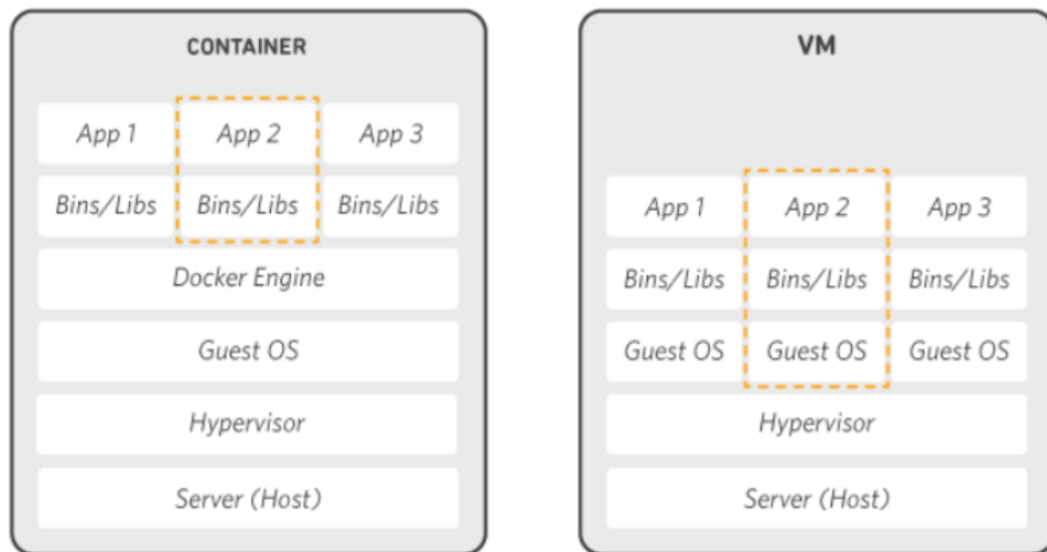 CONTAINER
App 1 App 2 App 3
Bins/Libs Bins/Libs Bins/Libs
Docker Engine
Guest OS
Hypervisor
Server (Host)
VM
App 1 App 2 App 3
Bins/Libs Bins/Libs Bins/Libs
Guest OS Guest OS Guest OS
Hypervisor
Server (Host)